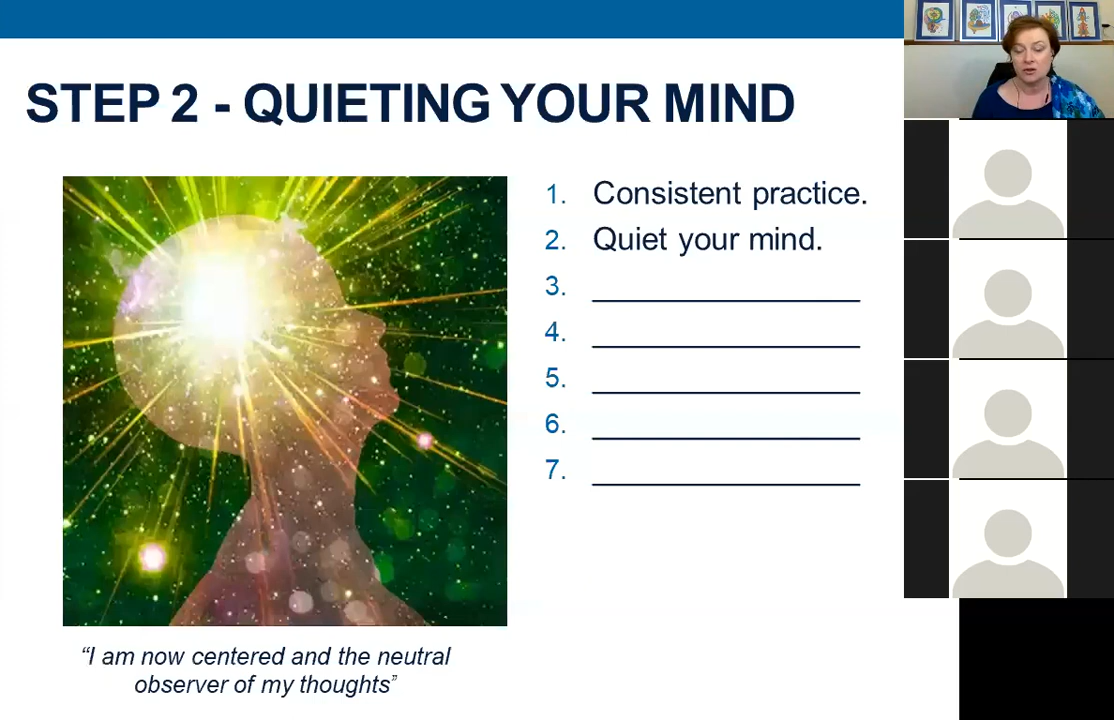 STEP 2 - QUIETING YOUR MIND
1. Consistent practice.
2. Quiet your mind.
3.
4.
5.
6.
7.
“I am now centered and the neutral
observer of my thoughts”